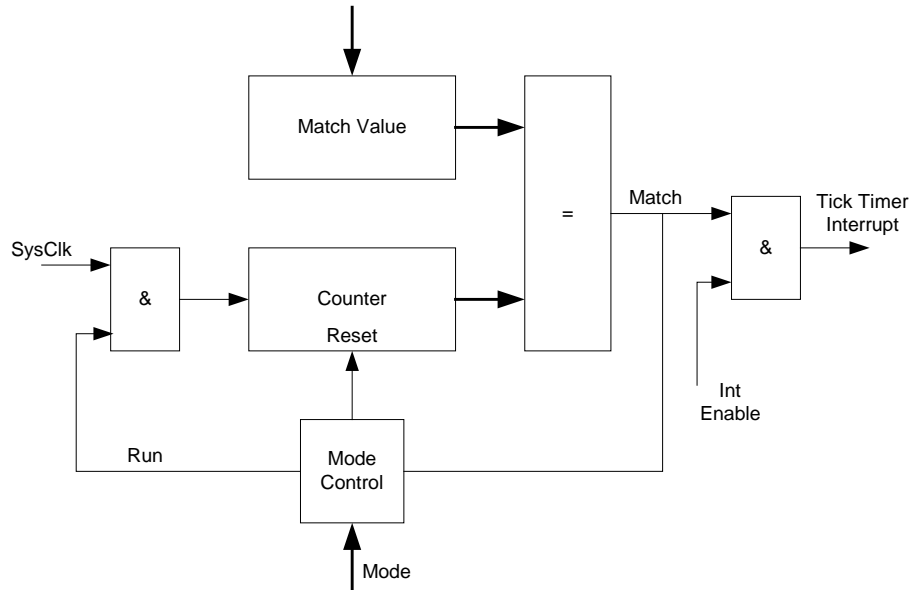 Match Value
=
Match
Tick Timer
Interrupt
SysClk
&
Counter
Reset
&
Int
Enable
Run
Mode
Control
Mode